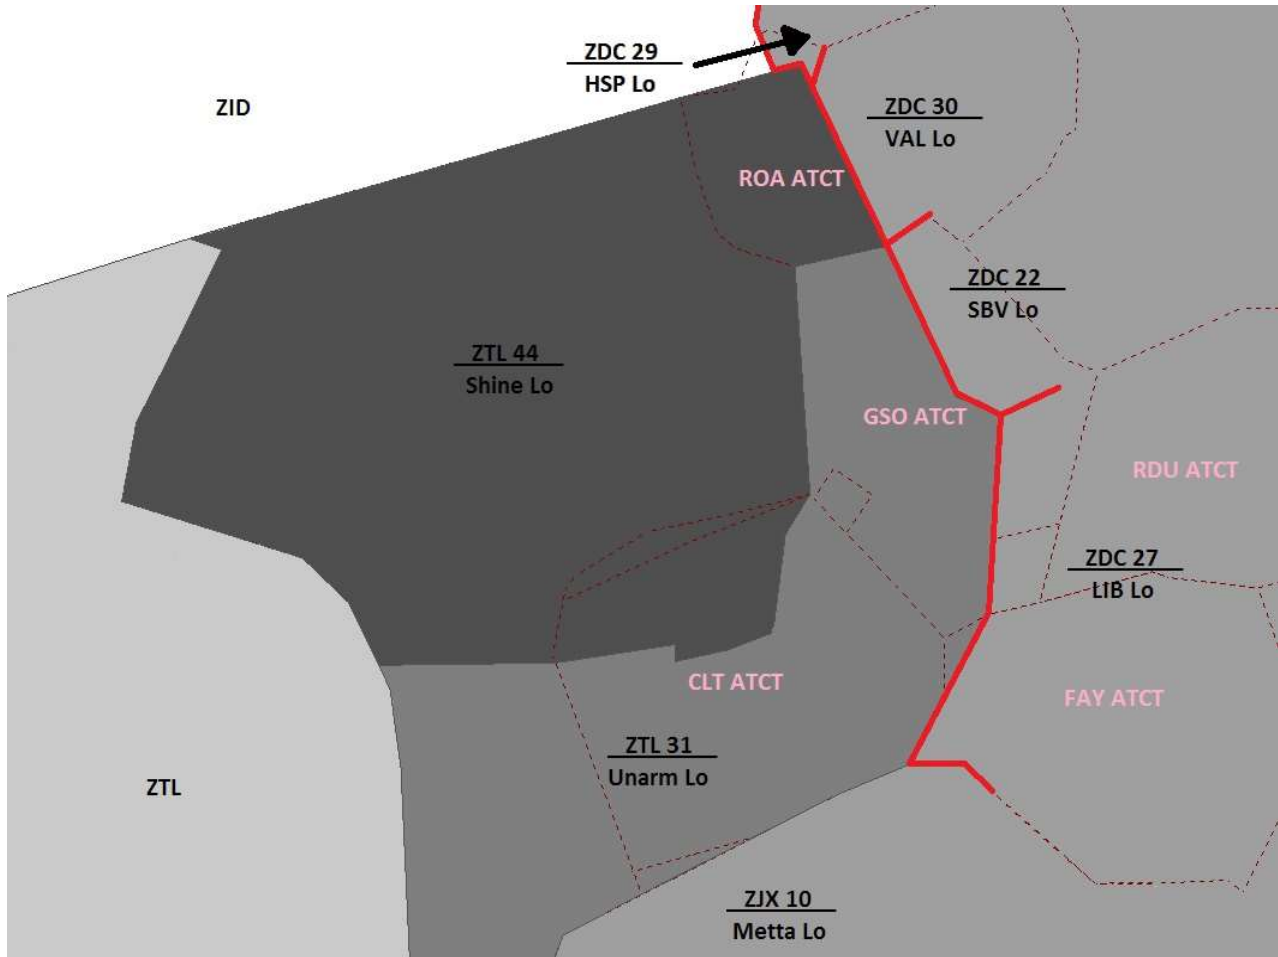 ZDC 29
HSP Lo
ZID
ZDC 30
VAL Lo
ROA ATCT
ZDC 22
SBV Lo
ZTL 44
Shine Lo
GSO ATCT
RDU ATCT
ZDC 27
LIB Lo
CLT ATCT
FAY ATCT
ZTL 31
Unarm Lo
ZTL
ZJX 10
Metta Lo